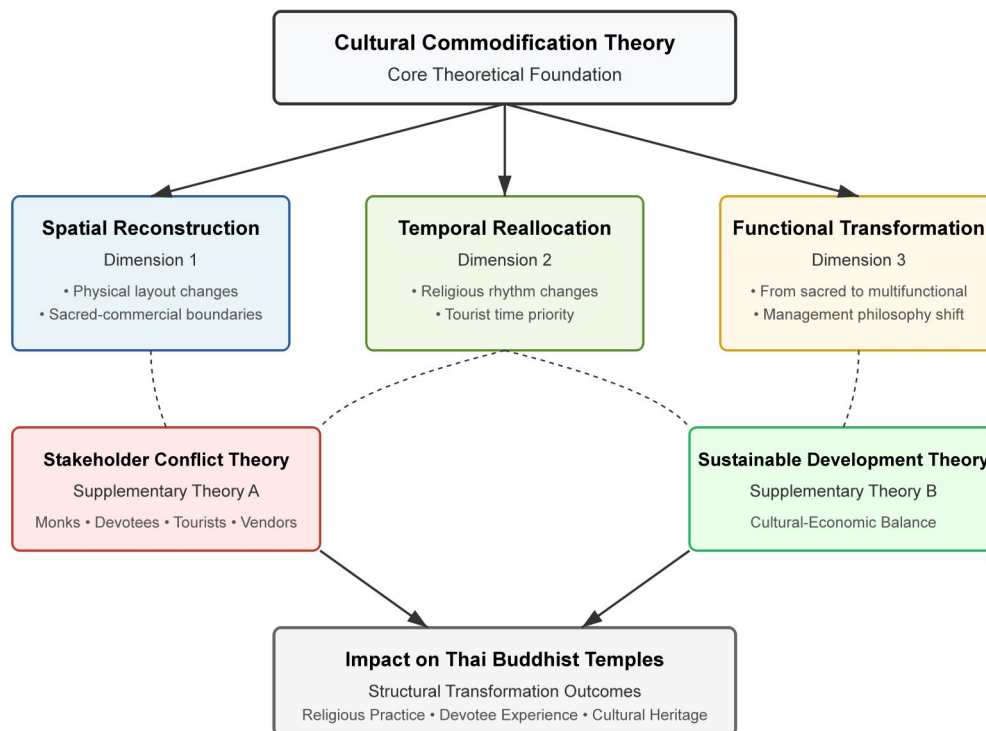 Cultural Commodification Theory
Core Theoretical Foundation
Spatial Reconstruction
Dimension 1
• Physical layout changes
• Sacred-commercial boundaries
Temporal Reallocation
Dimension 2
• Religious rhythm changes
• Tourist time priority
Functional Transformation
Dimension 3
• From sacred to multifunctional
• Management philosophy shift
Stakeholder Conflict Theory
Supplementary Theory A
Monks • Devotees • Tourists • Vendors
Sustainable Development Theory
Supplementary Theory B
Cultural-Economic Balance
Impact on Thai Buddhist Temples
Structural Transformation Outcomes
Religious Practice • Devotee Experience • Cultural Heritage